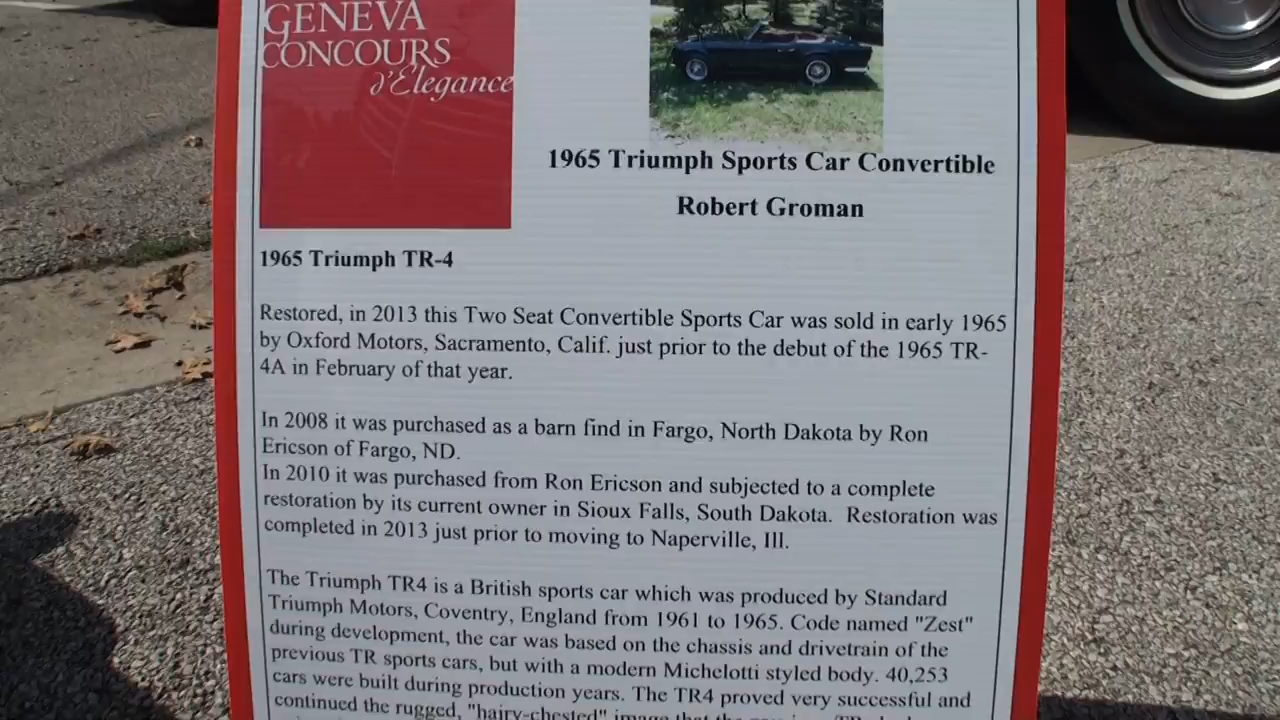 GENEVA
CONCOURS
d'Elegance
1965 Triumph Sports Car Convertible
Robert Groman
1965 Triumph TR-4
Restored, in 2013 this Two Seat Convertible Sports Car was sold in early 1965
by Oxford Motors, Sacramento, Calif. just prior to the debut of the 1965 TR-
4A in February of that year.
In 2008 it was purchased as a barn find in Fargo, North Dakota by Ron
Ericson of Fargo, ND.
In 2010 it was purchased from Ron Ericson and subjected to a complete
restoration by its current owner in Sioux Falls, South Dakota. Restoration was
completed in 2013 just prior to moving to Naperville, Ill.
The Triumph TR4 is a British sports car which was produced by Standard
Triumph Motors, Coventry, England from 1961 to 1965. Code named "Zest"
during development, the car was based on the chassis and drivetrain of the
previous TR sports cars, but with a modern Michelotti styled body. 40,253
cars were built during production years. The TR4 proved very successful and
continued the rugged, "hairy-chested" image that the